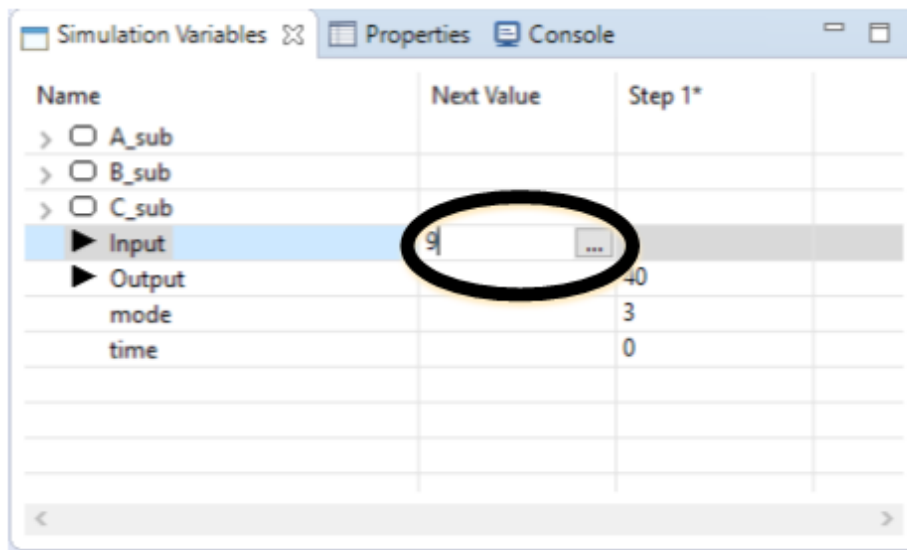 Simulation Variables Properties Console
Name Next Value Step 1*
A_sub
B_sub
C_sub
Input 9 ...
Output 40
mode 3
time 0